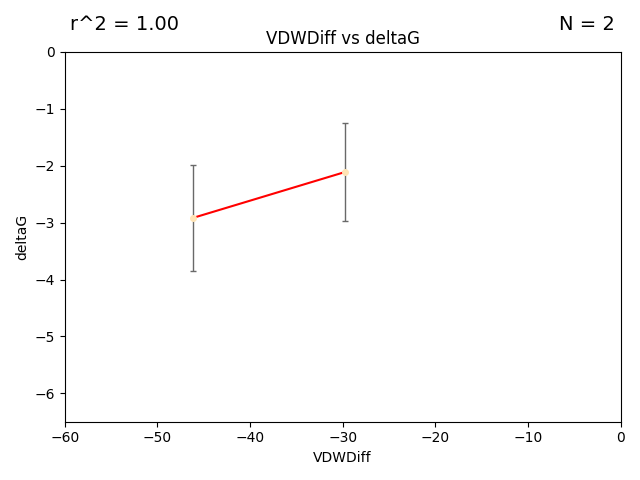 r^2 = 1.00
N = 2
VDWDiff vs deltaG
0
−1
−2
−3
−4
−5
−6
deltaG
−60 −50 −40 −30 −20 −10 0
VDWDiff